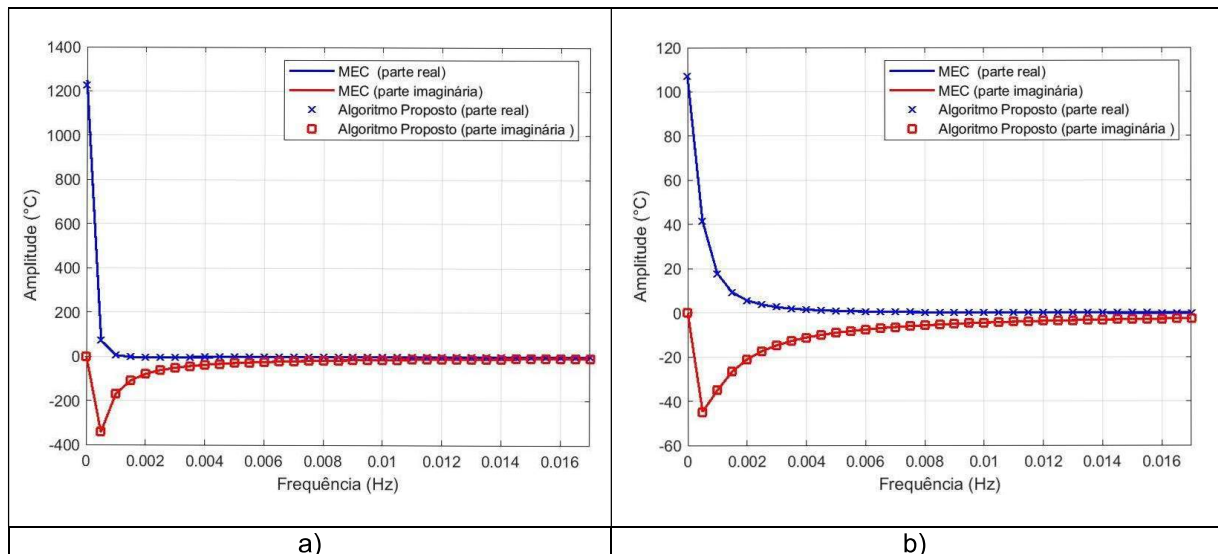 1400
1200
1000
800
600
400
200
0
-200
-400
Amplitude (°C)
MEC (parte real)
MEC (parte imaginária)
Algoritmo Proposto (parte real)
Algoritmo Proposto (parte imaginária )
0 0.002 0.004 0.006 0.008 0.01 0.012 0.014 0.016
Frequência (Hz)
a)
120
100
80
60
40
20
0
-20
-40
-60
Amplitude (°C)
MEC (parte real)
MEC (parte imaginária)
Algoritmo Proposto (parte real)
Algoritmo Proposto (parte imaginária )
0 0.002 0.004 0.006 0.008 0.01 0.012 0.014 0.016
Frequência (Hz)
b)